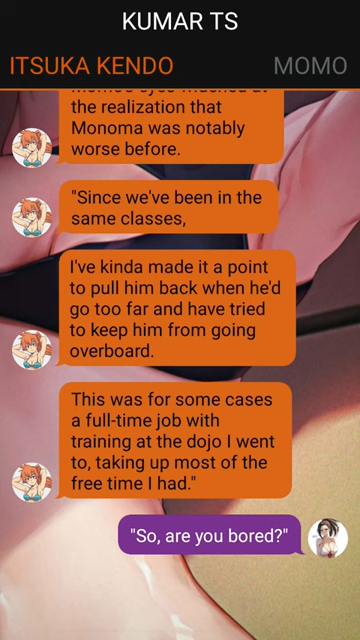 KUMAR TS
ITSUKA KENDO MOMO
Momo's eyes widened at
the realization that
Monoma was notably
worse before.
"Since we've been in the
same classes,
I've kinda made it a point
to pull him back when he'd
go too far and have tried
to keep him from going
overboard.
This was for some cases
a full-time job with
training at the dojo I went
to, taking up most of the
free time I had."
"So, are you bored?"